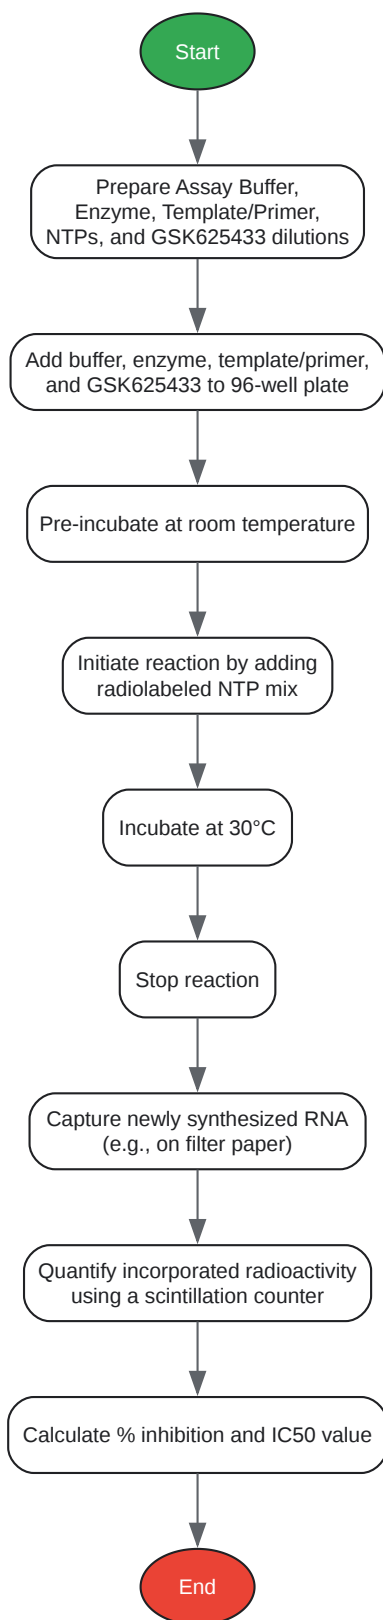 Start
Prepare Assay Buffer,
Enzyme, Template/Primer,
NTPs, and GSK625433 dilutions
Add buffer, enzyme, template/primer,
and GSK625433 to 96-well plate
Pre-incubate at room temperature
Initiate reaction by adding
radiolabeled NTP mix
Incubate at 30°C
Stop reaction
Capture newly synthesized RNA
(e.g., on filter paper)
Quantify incorporated radioactivity
using a scintillation counter
Calculate % inhibition and IC50 value
End